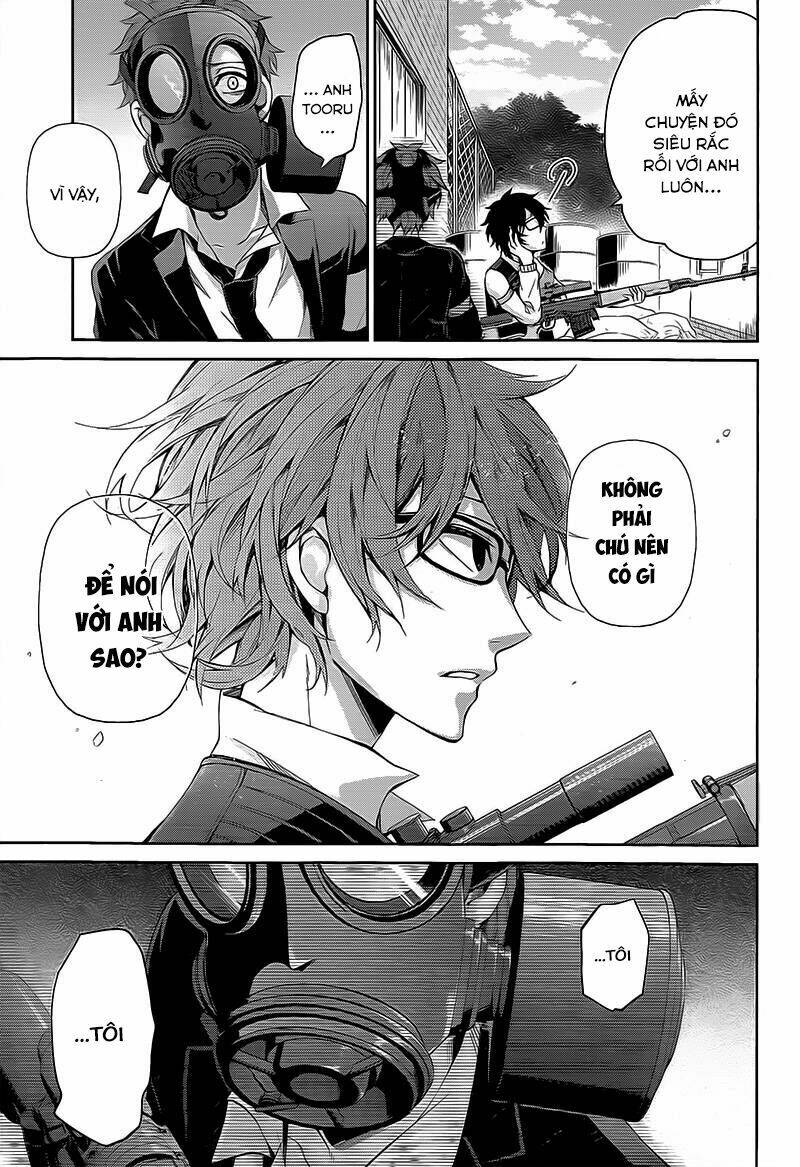 MẤY
CHUYỆN ĐÓ
SIÊU RẮC
RỐI VỚI ANH
LUÔN...
... ANH
TOORU
...
VÌ VẬY,
KHÔNG
PHẢI
CHÚ NÊN
CÓ GÌ
ĐỂ NÓI
VỚI ANH
SAO?
...TÔI
...TÔI